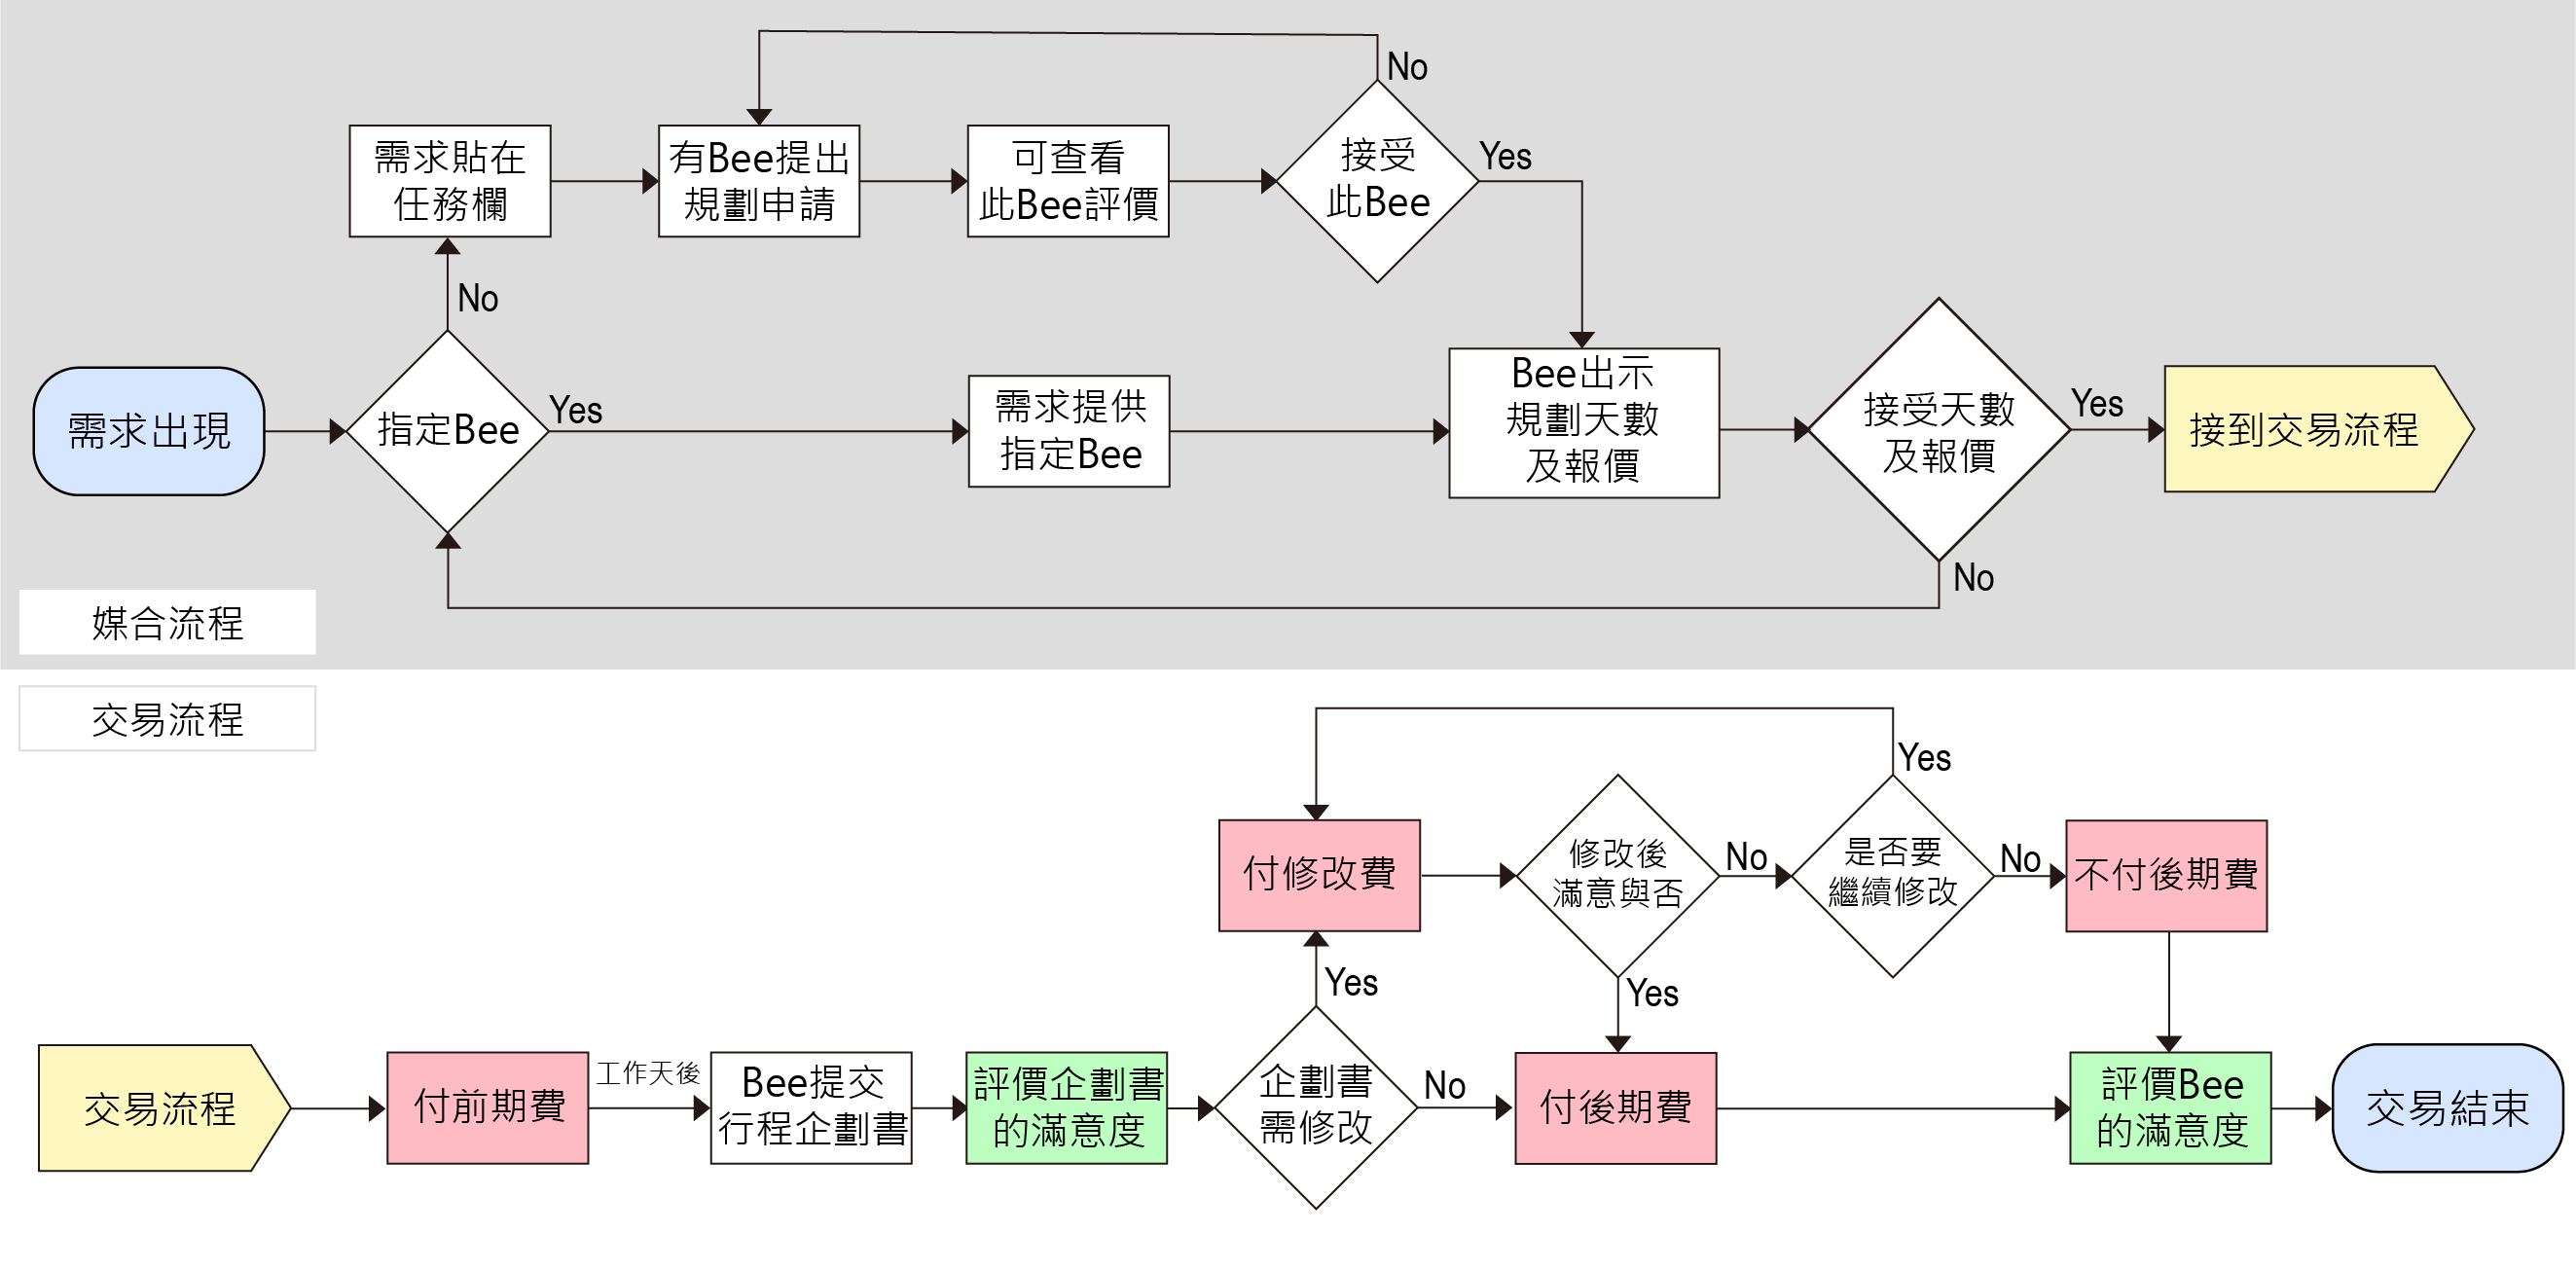 No
需求貼在
任務欄
有Bee提出
規劃申請
可查看
此Bee評價
接受
此Bee
Yes
No
需求出現
指定Bee
Yes
需求提供
指定Bee
Bee出示
規劃天數
及報價
接受天數
及報價
Yes
接到交易流程
No
媒合流程
交易流程
Yes
付修改費
修改後
滿意與否
No
是否要
繼續修改
No
不付後期費
Yes
Yes
交易流程
付前期費
工作天後
Bee提交
行程企劃書
評價企劃書
的滿意度
企劃書
需修改
No
付後期費
評價Bee
的滿意度
交易結束